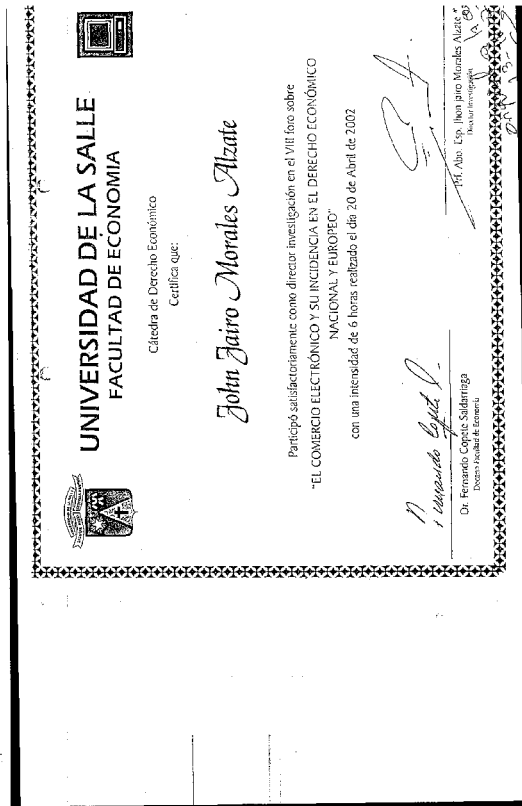 UNIVERSIDAD DE LA SALLE
FACULTAD DE ECONOMIA
Cátedra de Derecho Económico
Certifica que:
John Jairo Morales Alzate
Participó satisfactoriamente como director investigación en el VIII foro sobre
"EL COMERCIO ELECTRÓNICO Y SU INCIDENCIA EN EL DERECHO ECONÓMICO
NACIONAL Y EUROPEO"
con una intensidad de 6 horas realizado el día 20 de Abril de 2002
Dr. Fernando Copete Saldarriaga
Decano Facultad de Economía
Prf. Abo. Esp. Jhon jairo Morales Alzate
Director Investigación